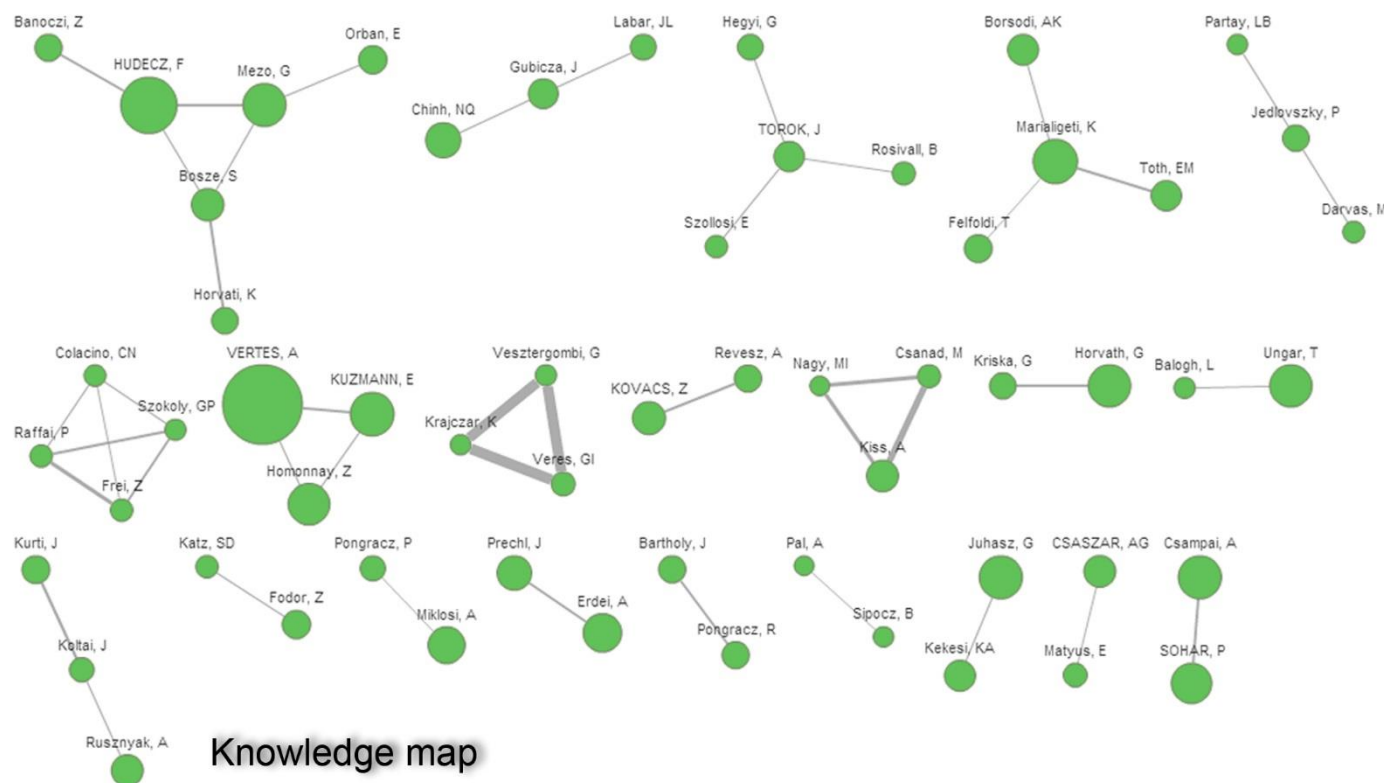 Banoczi, Z
HUDECZ, F
Mezo, G
Orban, E
Bosze, S
Horvati, K
Labar, JL
Gubicza, J
Chinh, NQ
Hegyi, G
TOROK, J
Rosivall, B
Szollosi, E
Borsodi, AK
Marialigeti, K
Toth, EM
Felfoldi, T
Partay, LB
Jedlovszky, P
Darvas, M
Colacino, CN
Szokoly, GP
Raffai, P
Frei, Z
VERTES, A
KUZMANN, E
Homonnay, Z
Vesztergombi, G
Krajczar, K
Veres, GI
Revesz, A
KOVACS, Z
Nagy, MI
Csanad, M
Kiss, A
Kriska, G
Horvath, G
Balogh, L
Ungar, T
Kurti, J
Koltai, J
Rusznyak, A
Katz, SD
Fodor, Z
Pongracz, P
Miklosi, A
Prechl, J
Erdei, A
Bartholy, J
Pongracz, R
Pal, A
Sipocz, B
Juhasz, G
Kekesi, KA
CSASZAR, AG
Matyus, E
Csampai, A
SOHAR, P
Knowledge map